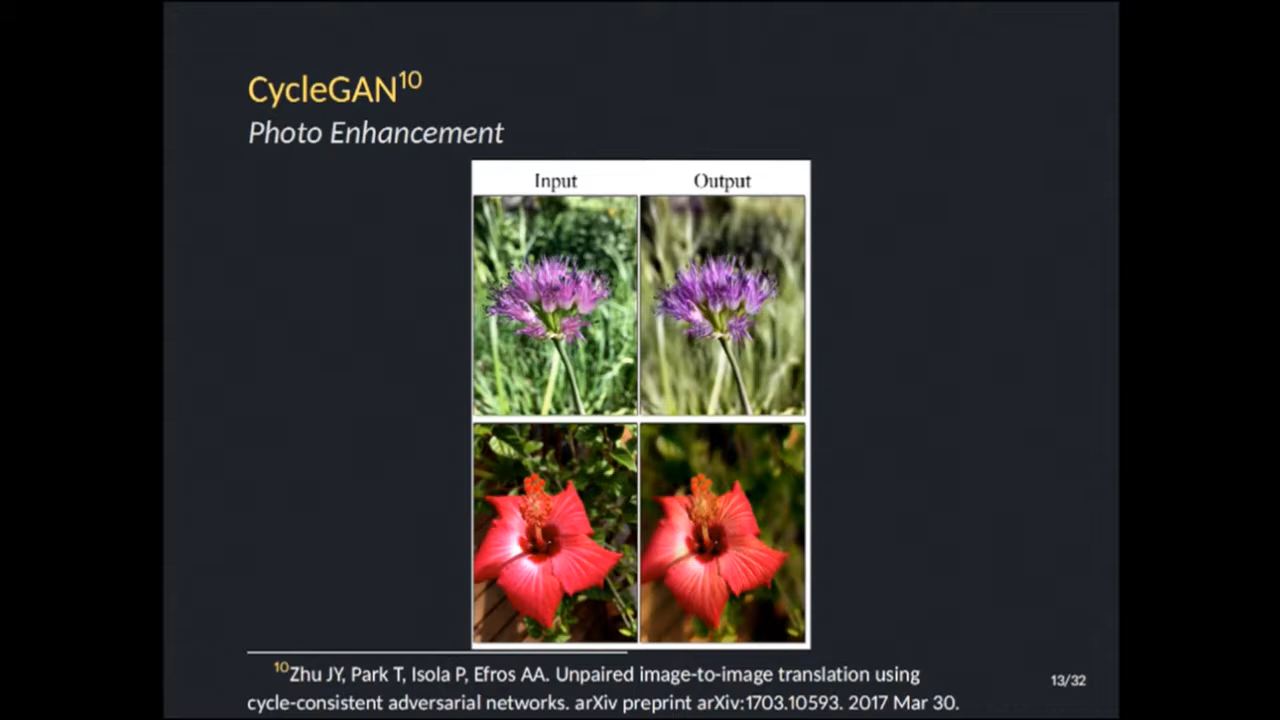 CycleGAN10
Photo Enhancement
Input Output
10Zhu JY, Park T, Isola P, Efros AA. Unpaired image-to-image translation using
cycle-consistent adversarial networks. arXiv preprint arXiv:1703.10593. 2017 Mar 30.
13/32